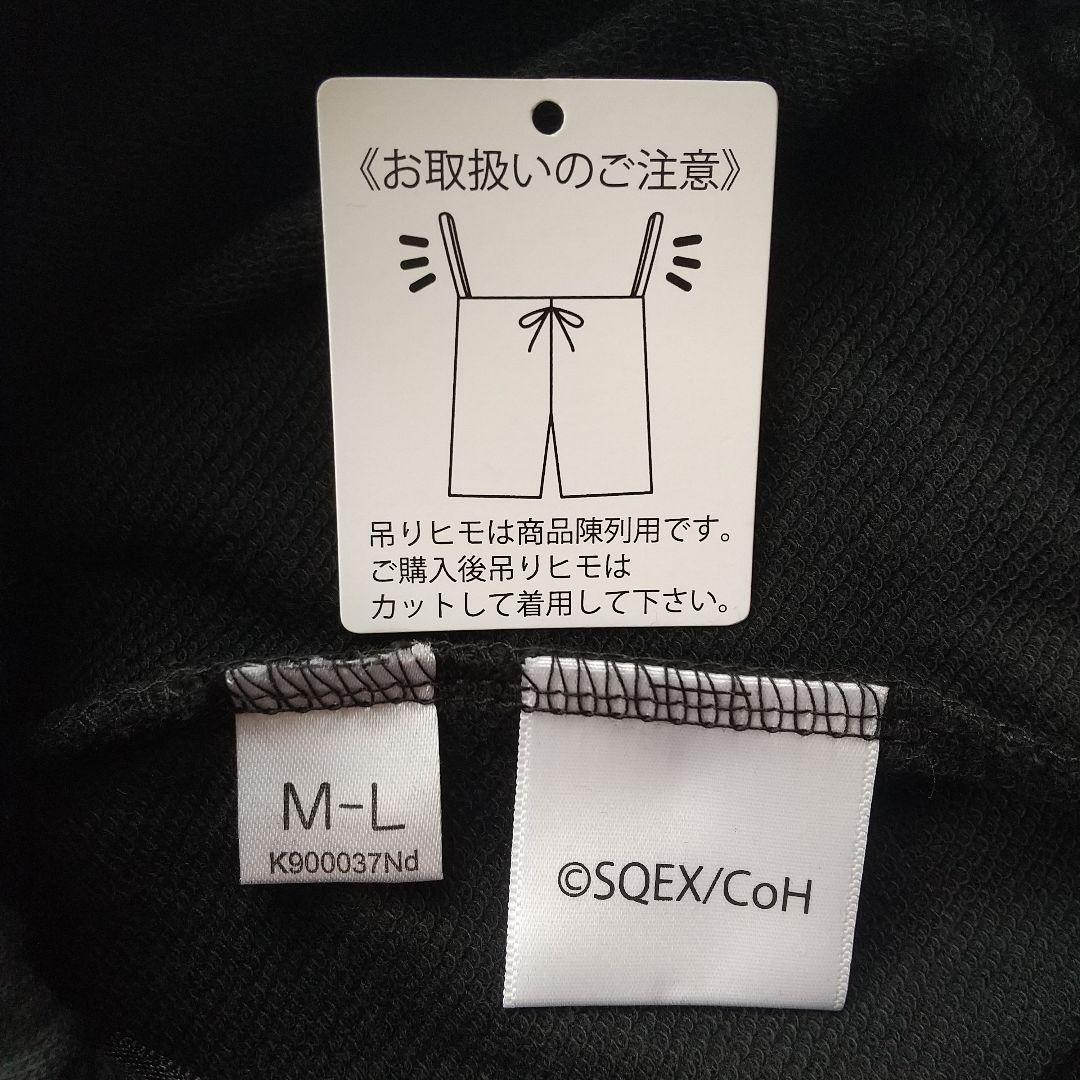 《お取扱いのご注意》
吊りヒモは商品陳列用です。
ご購入後吊りヒモは
カットして着用して下さい。
M-L
K900037Nd
©SQEX/CoH